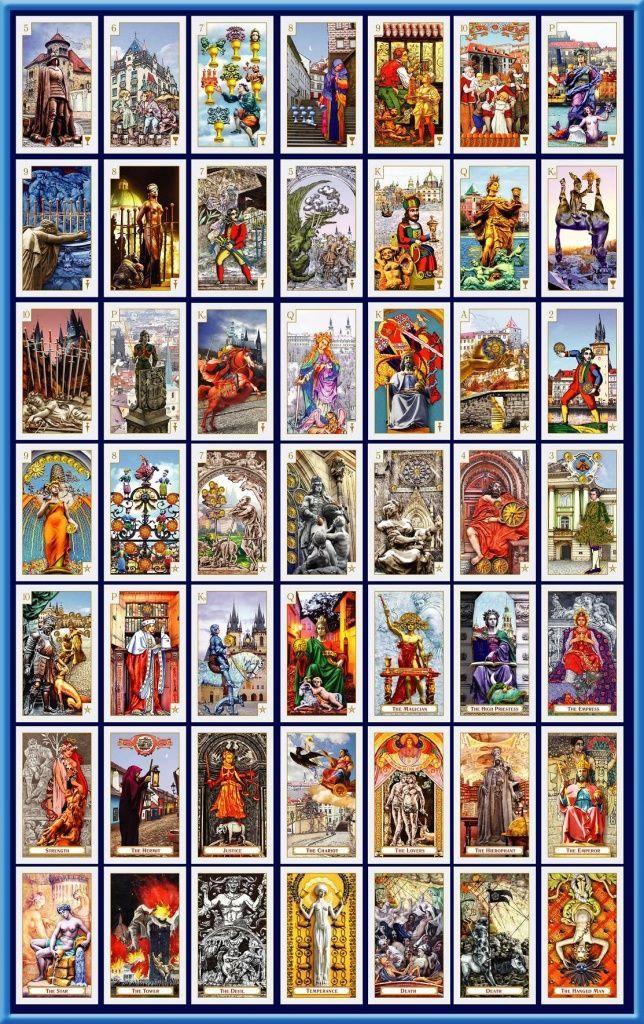 5
6
7
8
9
10
P
9
8
7
5
K
Q
10
P
Q
K
A
2
9
8
7
6
5
4
3
10
P
Q
THE MAGICIAN
THE HIGH PRIESTESS
THE EMPRESS
STRENGTH
THE HERMIT
JUSTICE
THE CHARIOT
THE LOVERS
THE HIEROPHANT
THE EMPEROR
THE STAR
THE TOWER
THE DEVIL
TEMPERANCE
DEATH
DEATH
THE HANGED MAN